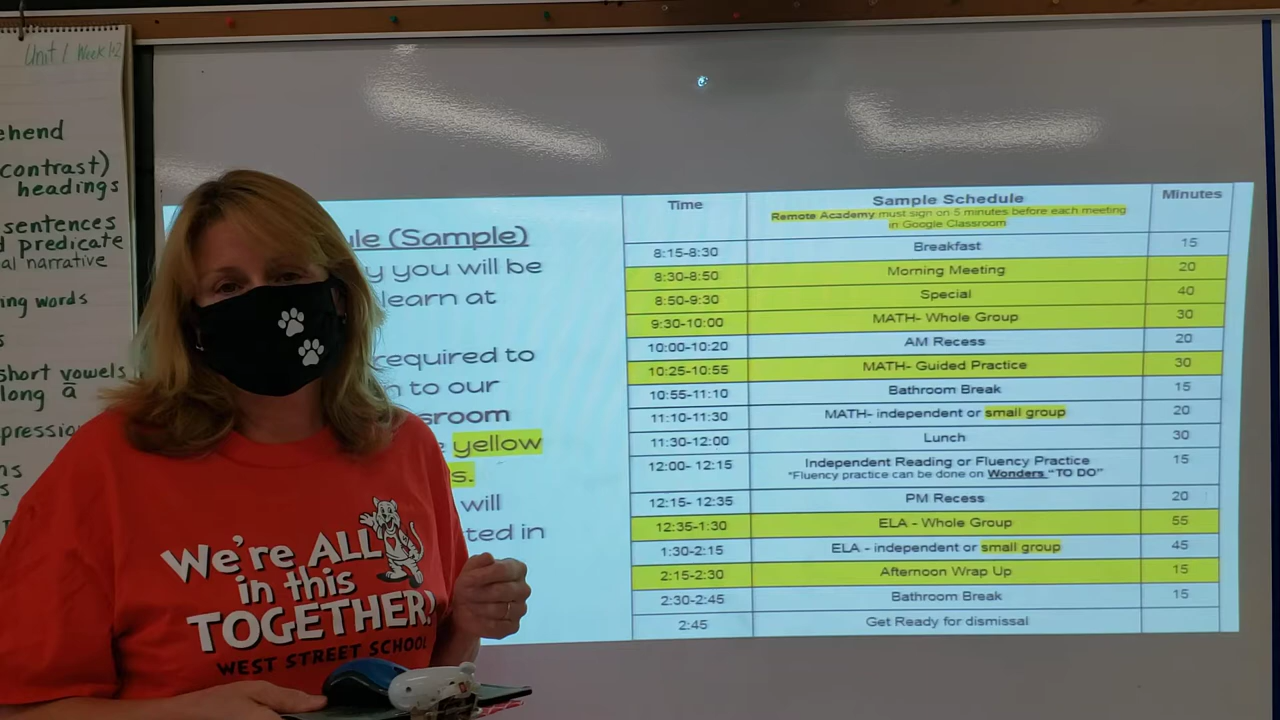 Unit 1 Week 1+2
ehend
(contrast)
headings
sentences
predicate
al narrative
ing words
s
short vowels
long ā
pressio
ns
s
ule (Sample)
y you will be
learn at
required to
n to our
sroom
yellow
s.
will
ted in
Time Sample Schedule Minutes
Remote Academy must sign on 5 minutes before each meeting
in Google Classroom
8:15-8:30 Breakfast 15
8:30-8:50 Morning Meeting 20
8:50-9:30 Special 40
9:30-10:00 MATH- Whole Group 30
10:00-10:20 AM Recess 20
10:25-10:55 MATH- Guided Practice 30
10:55-11:10 Bathroom Break 15
11:10-11:30 MATH- independent or small group 20
11:30-12:00 Lunch 30
12:00- 12:15 Independent Reading or Fluency Practice 15
*Fluency practice can be done on Wonders "TO DO"
12:15- 12:35 PM Recess 20
12:35-1:30 ELA - Whole Group 55
1:30-2:15 ELA - independent or small group 45
2:15-2:30 Afternoon Wrap Up 15
2:30-2:45 Bathroom Break 15
2:45 Get Ready for dismissal
We're ALL
in this
TOGETHER!
WEST STREET SCHOOL